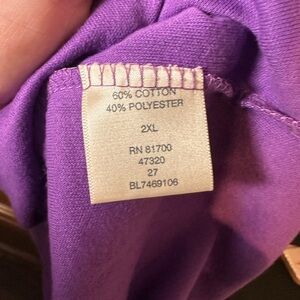 60% COTTON
40% POLYESTER
2XL
RN 81700
47320
27
BL7469106